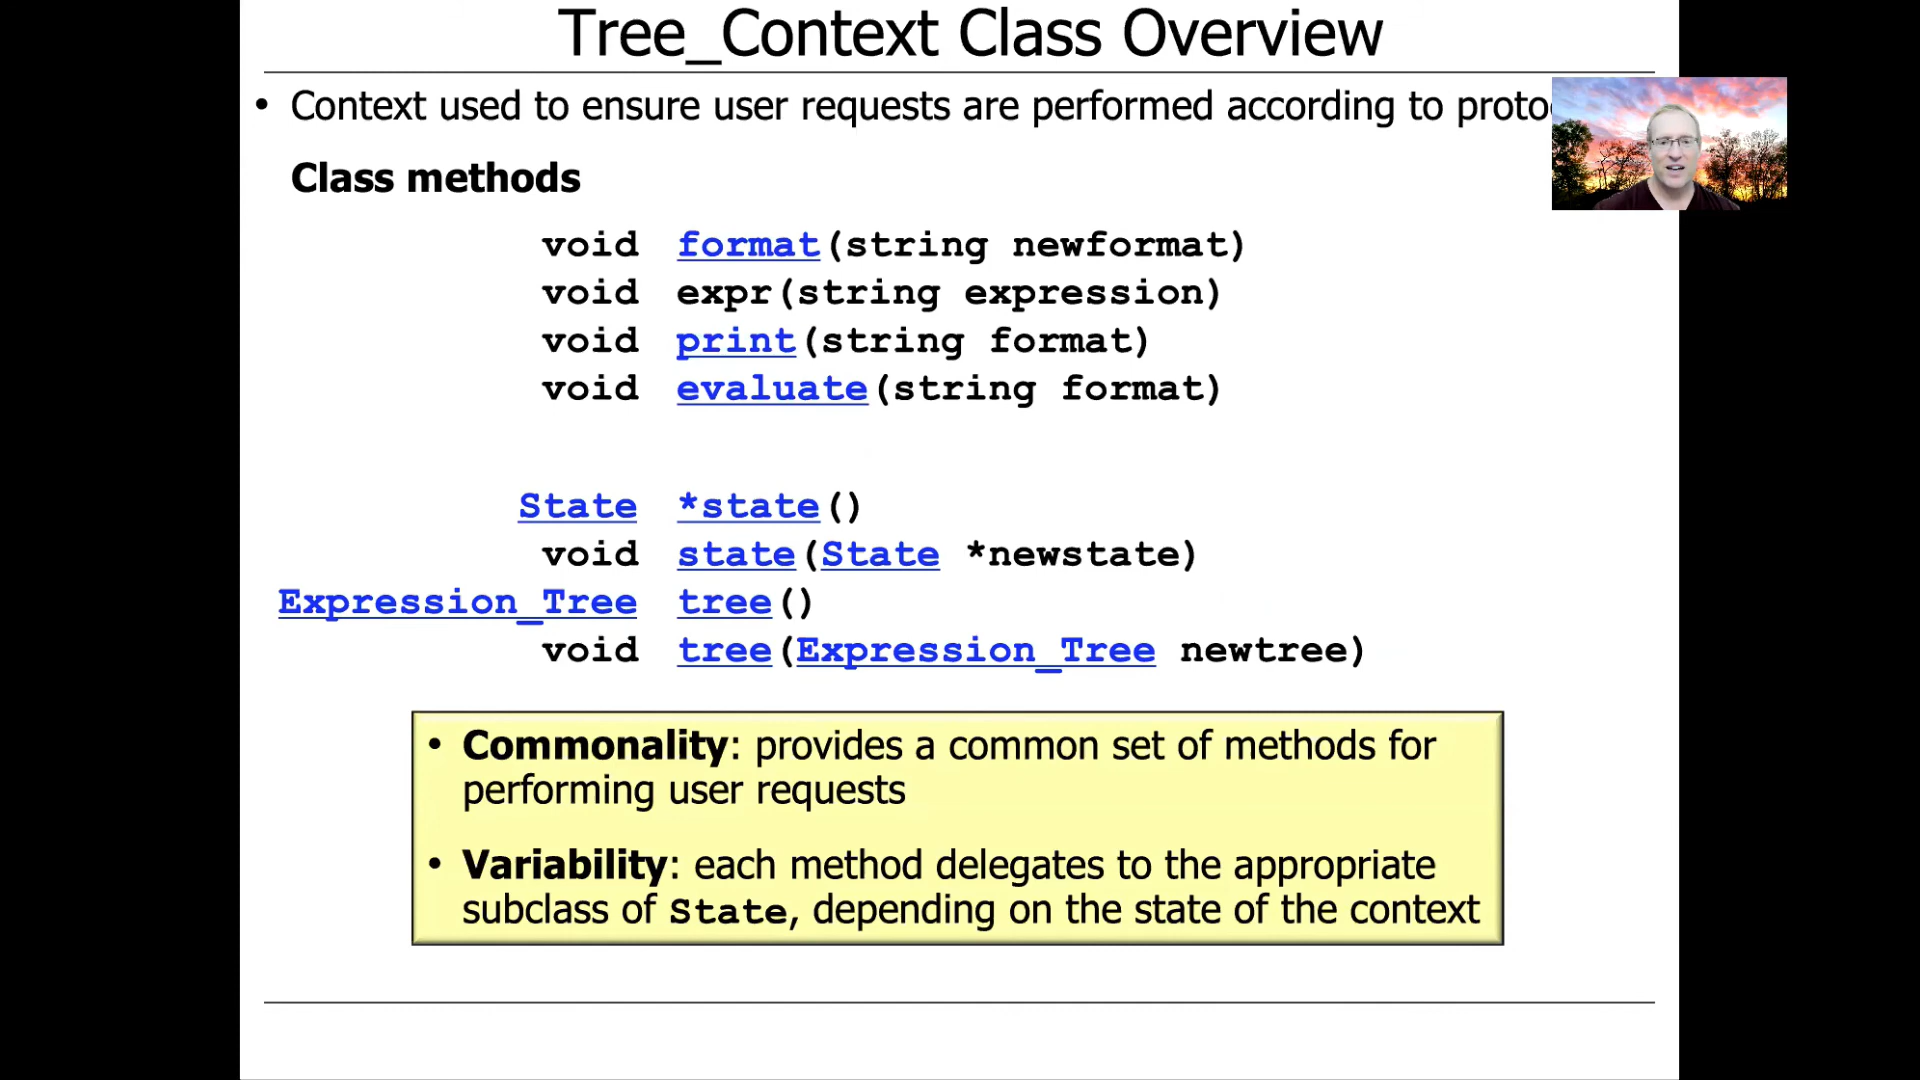 Tree_Context Class Overview
• Context used to ensure user requests are performed according to
Class methods
void format(string newformat)
void expr(string expression)
void print(string format)
void evaluate(string format)
State *state()
void state(State *newstate)
Expression_Tree tree()
void tree(Expression_Tree newtree)
• Commonality: provides a common set of methods for
performing user requests
• Variability: each method delegates to the appropriate
subclass of State, depending on the state of the context